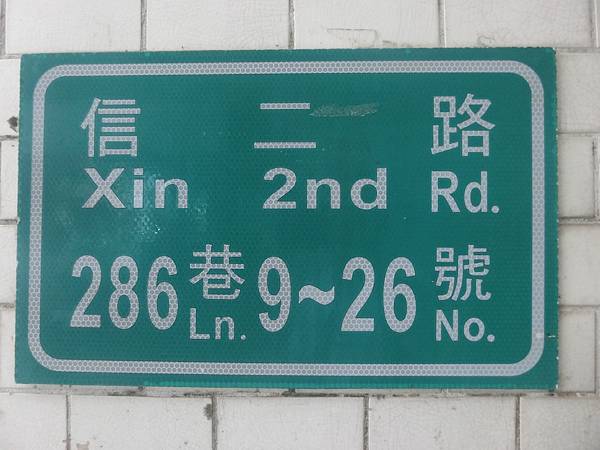 信 二 路
Xin 2nd Rd.
286 巷 9~26 號
Ln. No.